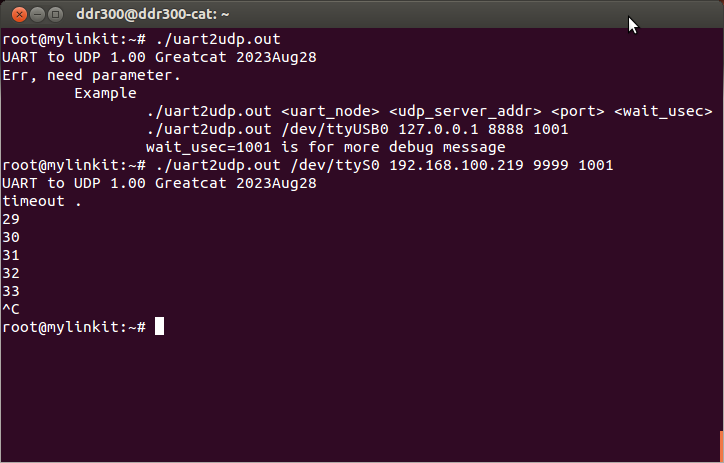 ddr300@ddr300-cat: ~
root@mylinkit:~# ./uart2udp.out
UART to UDP 1.00 Greatcat 2023Aug28
Err, need parameter.
Example
./uart2udp.out <uart_node> <udp_server_addr> <port> <wait_usec>
./uart2udp.out /dev/ttyUSB0 127.0.0.1 8888 1001
wait_usec=1001 is for more debug message
root@mylinkit:~# ./uart2udp.out /dev/ttyS0 192.168.100.219 9999 1001
UART to UDP 1.00 Greatcat 2023Aug28
timeout .
29
30
31
32
33
^C
root@mylinkit:~#